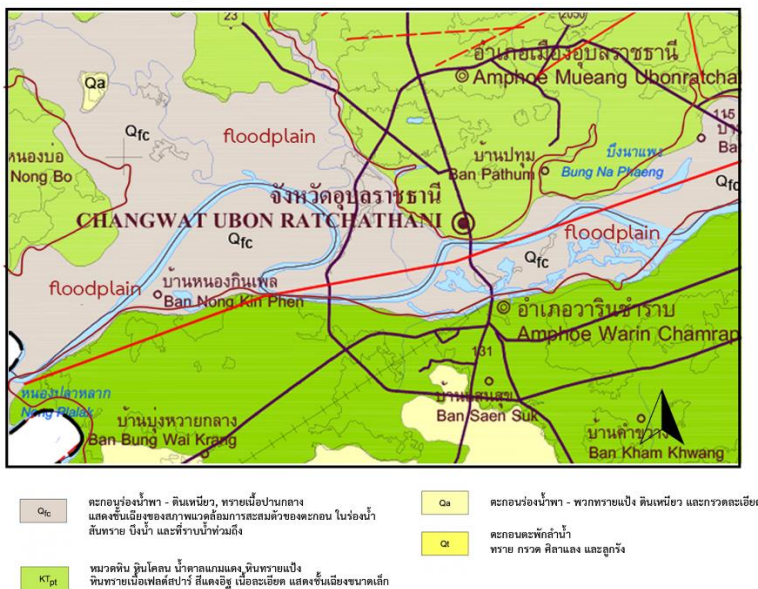 23
2050
อำเภอเมืองอุบลราชธานี
Amphoe Mueang Ubonratcha
Qa
Qfc
floodplain
หนองบ่อ
Nong Bo
115
บ้านปทุม
Ban Pathum
บึงนาแพง
Bung Na Phaeng
Ba
Qfc
จังหวัดอุบลราชธานี
CHANGWAT UBON RATCHATHANI
Qfc
floodplain
Qfc
floodplain
บ้านหนองกินเพล
Ban Nong Kin Phen
อำเภอวารินชำราบ
Amphoe Warin Chamrap
131
หนองปลาหลาก
Nong Plalak
บ้านบุ่งหวายกลาง
Ban Bung Wai Krang
บ้านแสนสุข
Ban Saen Suk
บ้านคำขวาง
Ban Kham Khwang
Qfc
ตะกอนร่องน้ำพา - ดินเหนียว, ทรายเนื้อปานกลาง
แสดงชั้นเฉียงของสภาพแวดล้อมการสะสมตัวของตะกอน ในร่องน้ำ
สันทราย บึงน้ำ และที่ราบน้ำท่วมถึง
Qa
ตะกอนร่องน้ำพา - พวกทรายแป้ง ดินเหนียว และกรวดละเอียด
Qt
ตะกอนตะพักลำน้ำ
ทราย กรวด ศิลาแลง และลูกรัง
KTpt
หมวดหิน หินโคลน น้ำตาลแกมแดง หินทรายแป้ง
หินทรายเนื้อเฟลด์สปาร์ สีแดงอิฐ เนื้อละเอียด แสดงชั้นเฉียงขนาดเล็ก